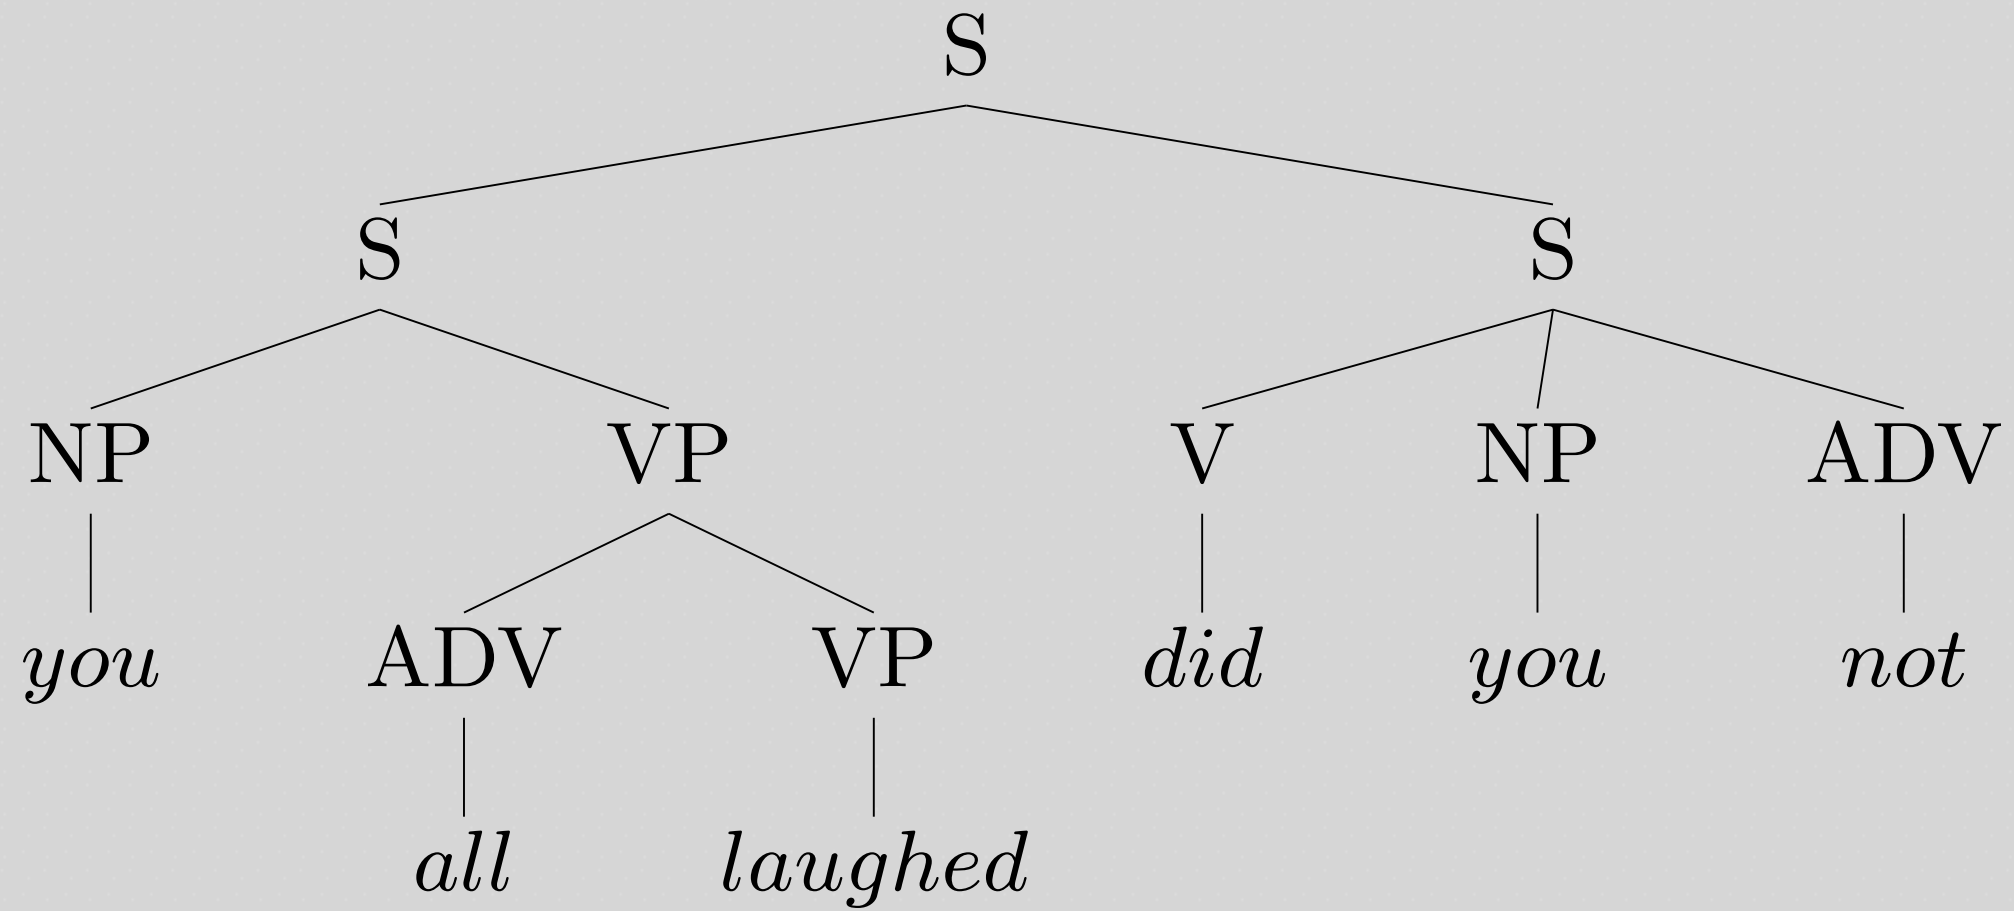 S
S S
NP VP V NP ADV
you ADV VP did you not
all laughed